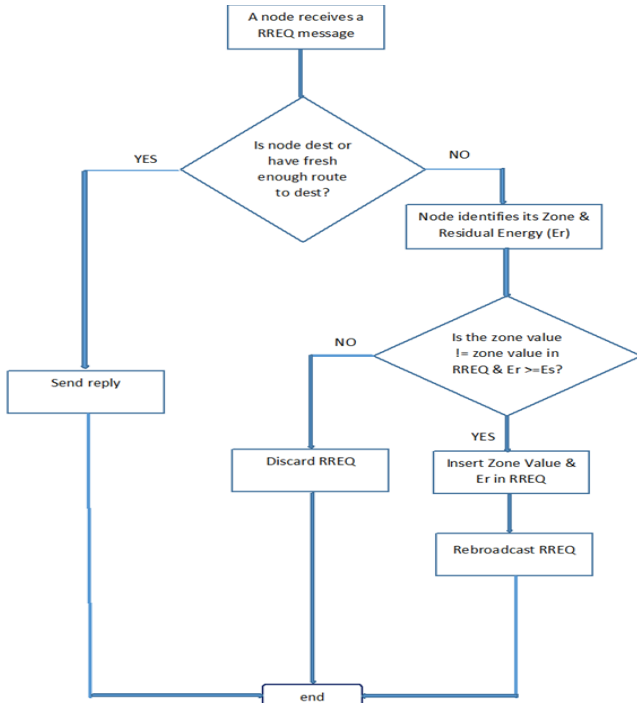 A node receives a
RREQ message
Is node dest or
have fresh
enough route
to dest?
YES
NO
Node identifies its Zone &
Residual Energy (Er)
Is the zone value
!= zone value in
RREQ & Er >=Es?
NO
YES
Send reply
Discard RREQ
Insert Zone Value &
Er in RREQ
Rebroadcast RREQ
end